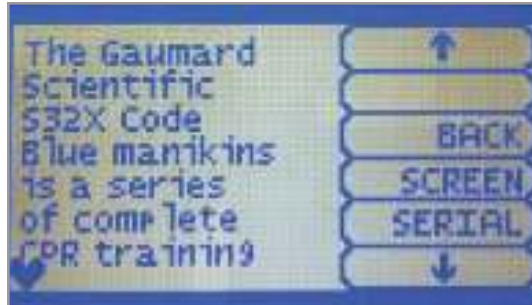 The Gaumard
Scientific
S32X Code
Blue manikins
is a series
of complete
CPR training
BACK
SCREEN
SERIAL